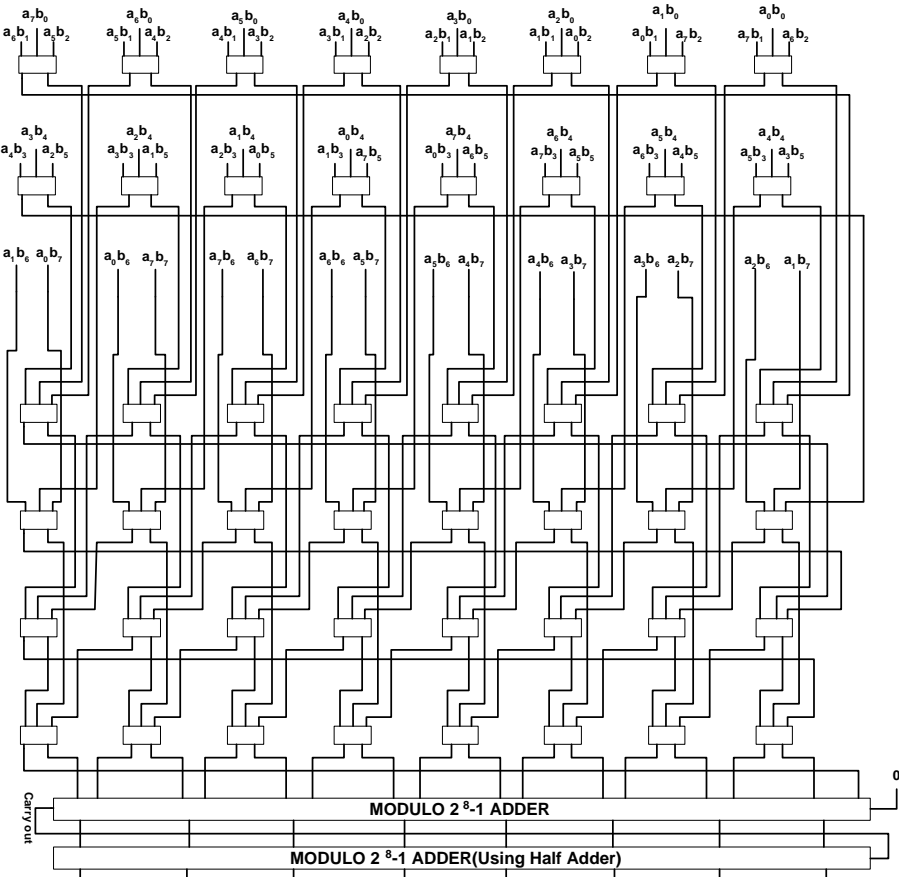 a₇b₀ a₆b₀ a₅b₀ a₄b₀ a₃b₀ a₂b₀ a₁b₀ a₀b₀
a₆b₁ a₅b₂ a₅b₁ a₄b₂ a₄b₁ a₃b₂ a₃b₁ a₂b₂ a₂b₁ a₁b₂ a₁b₁ a₀b₂ a₀b₁ a₇b₂ a₇b₁ a₆b₂
a₃b₄ a₂b₄ a₁b₄ a₀b₄ a₇b₄ a₆b₄ a₅b₄ a₄b₄
a₄b₃ a₂b₅ a₃b₃ a₁b₅ a₂b₃ a₀b₅ a₁b₃ a₇b₅ a₀b₃ a₆b₅ a₇b₃ a₅b₅ a₆b₃ a₄b₅ a₅b₃ a₃b₅
a₁b₆ a₀b₇ a₀b₆ a₇b₇ a₇b₆ a₆b₇ a₆b₆ a₅b₇ a₅b₆ a₄b₇ a₄b₆ a₃b₇ a₃b₆ a₂b₇ a₂b₆ a₁b₇
0
Carry out
MODULO 2 ⁸-1 ADDER
MODULO 2 ⁸-1 ADDER(Using Half Adder)